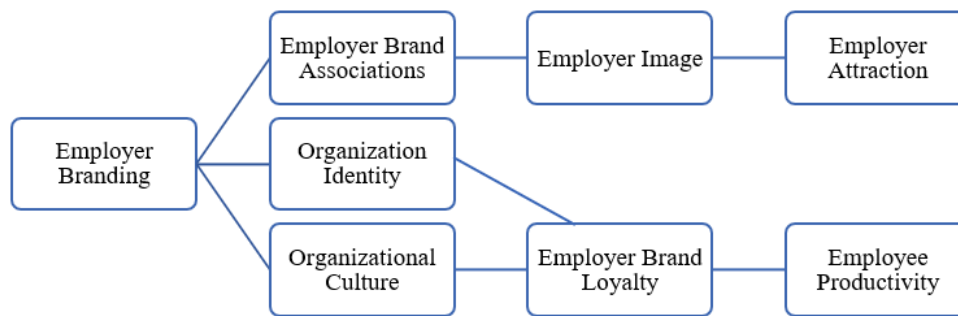 Employer Brand
Associations
Employer Image
Employer
Attraction
Employer
Branding
Organization
Identity
Organizational
Culture
Employer Brand
Loyalty
Employee
Productivity